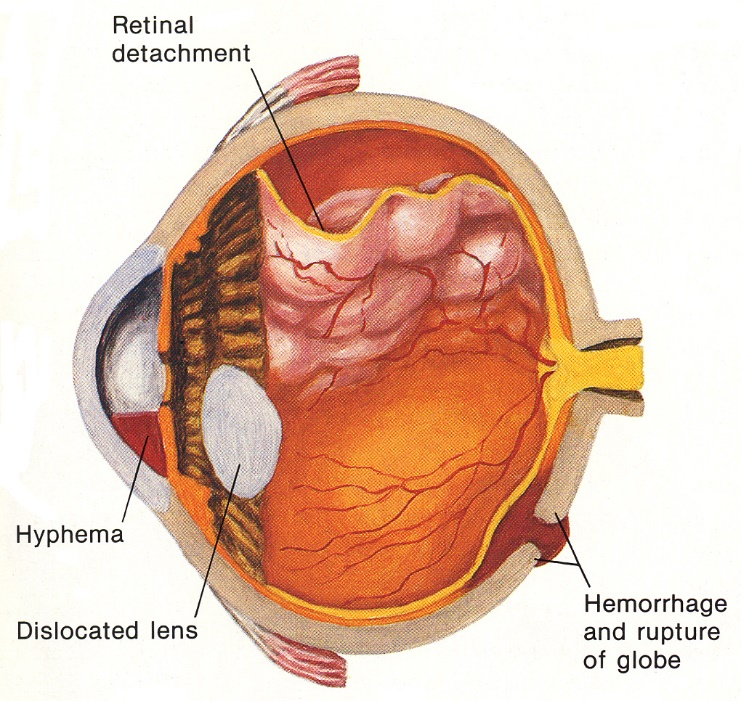 Retinal
detachment
Hyphema
Dislocated lens
Hemorrhage
and rupture
of globe